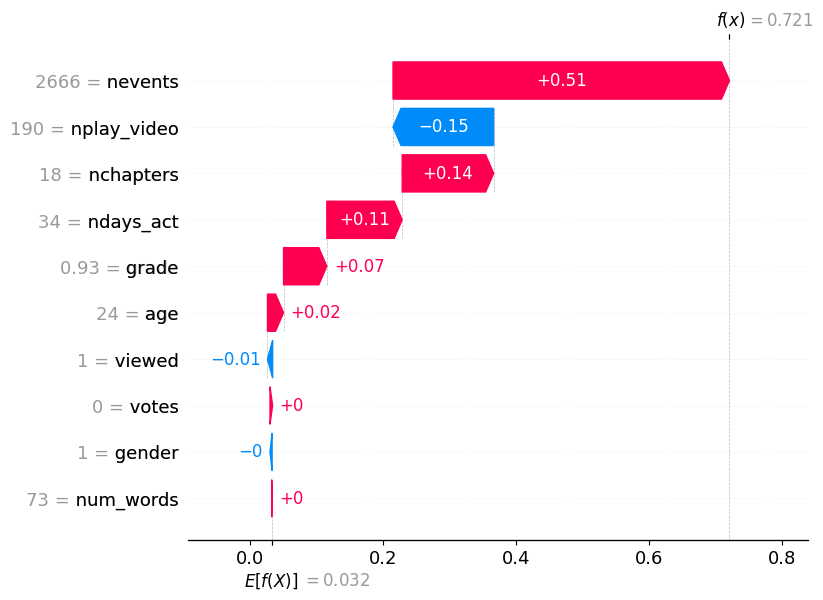 f(x) = 0.721
2666 = nevents
+0.51
190 = nplay_video
−0.15
18 = nchapters
+0.14
34 = ndays_act
+0.11
0.93 = grade
+0.07
24 = age
+0.02
1 = viewed
−0.01
0 = votes
+0
1 = gender
−0
73 = num_words
+0
0.0 0.2 0.4 0.6 0.8
E[f(X)] = 0.032